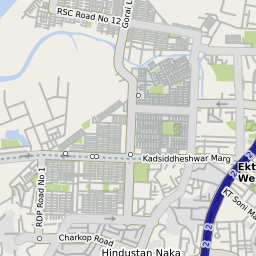 RSC Road No 12
Gorai L
Kadsiddheshwar Marg
Ekt
We
RDP Road No 1
KT Soni M
Charkop Road
Hindustan Naka